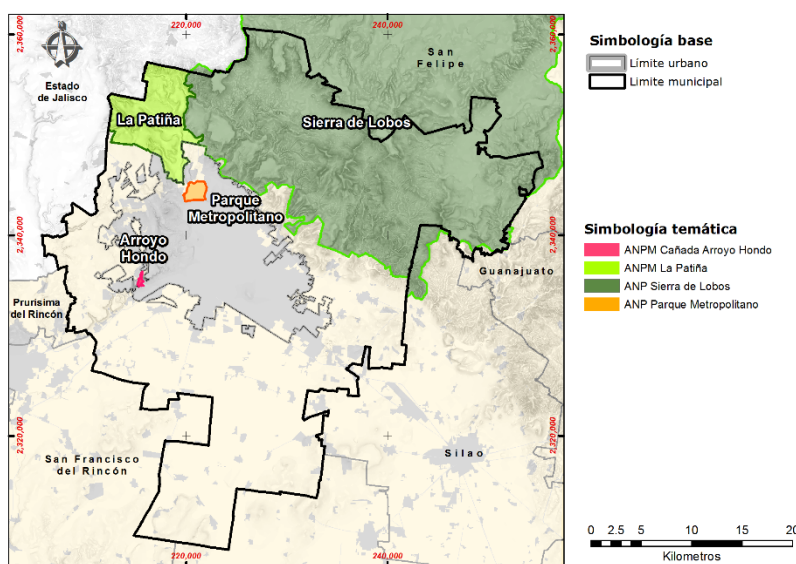 220,000
240,000
2,360,000
2,360,000
Estado
de Jalisco
San
Felipe
La Patiña
Sierra de Lobos
Parque
Metropolitano
2,340,000
2,340,000
Arroyo
Hondo
Guanajuato
Purísima
del Rincón
2,320,000
2,320,000
San Francisco
del Rincón
Silao
220,000
240,000
Simbología base
Límite urbano
Límite municipal
Simbología temática
ANPM Cañada Arroyo Hondo
ANPM La Patiña
ANP Sierra de Lobos
ANP Parque Metropolitano
0 2.5 5 10 15 20
Kilometros